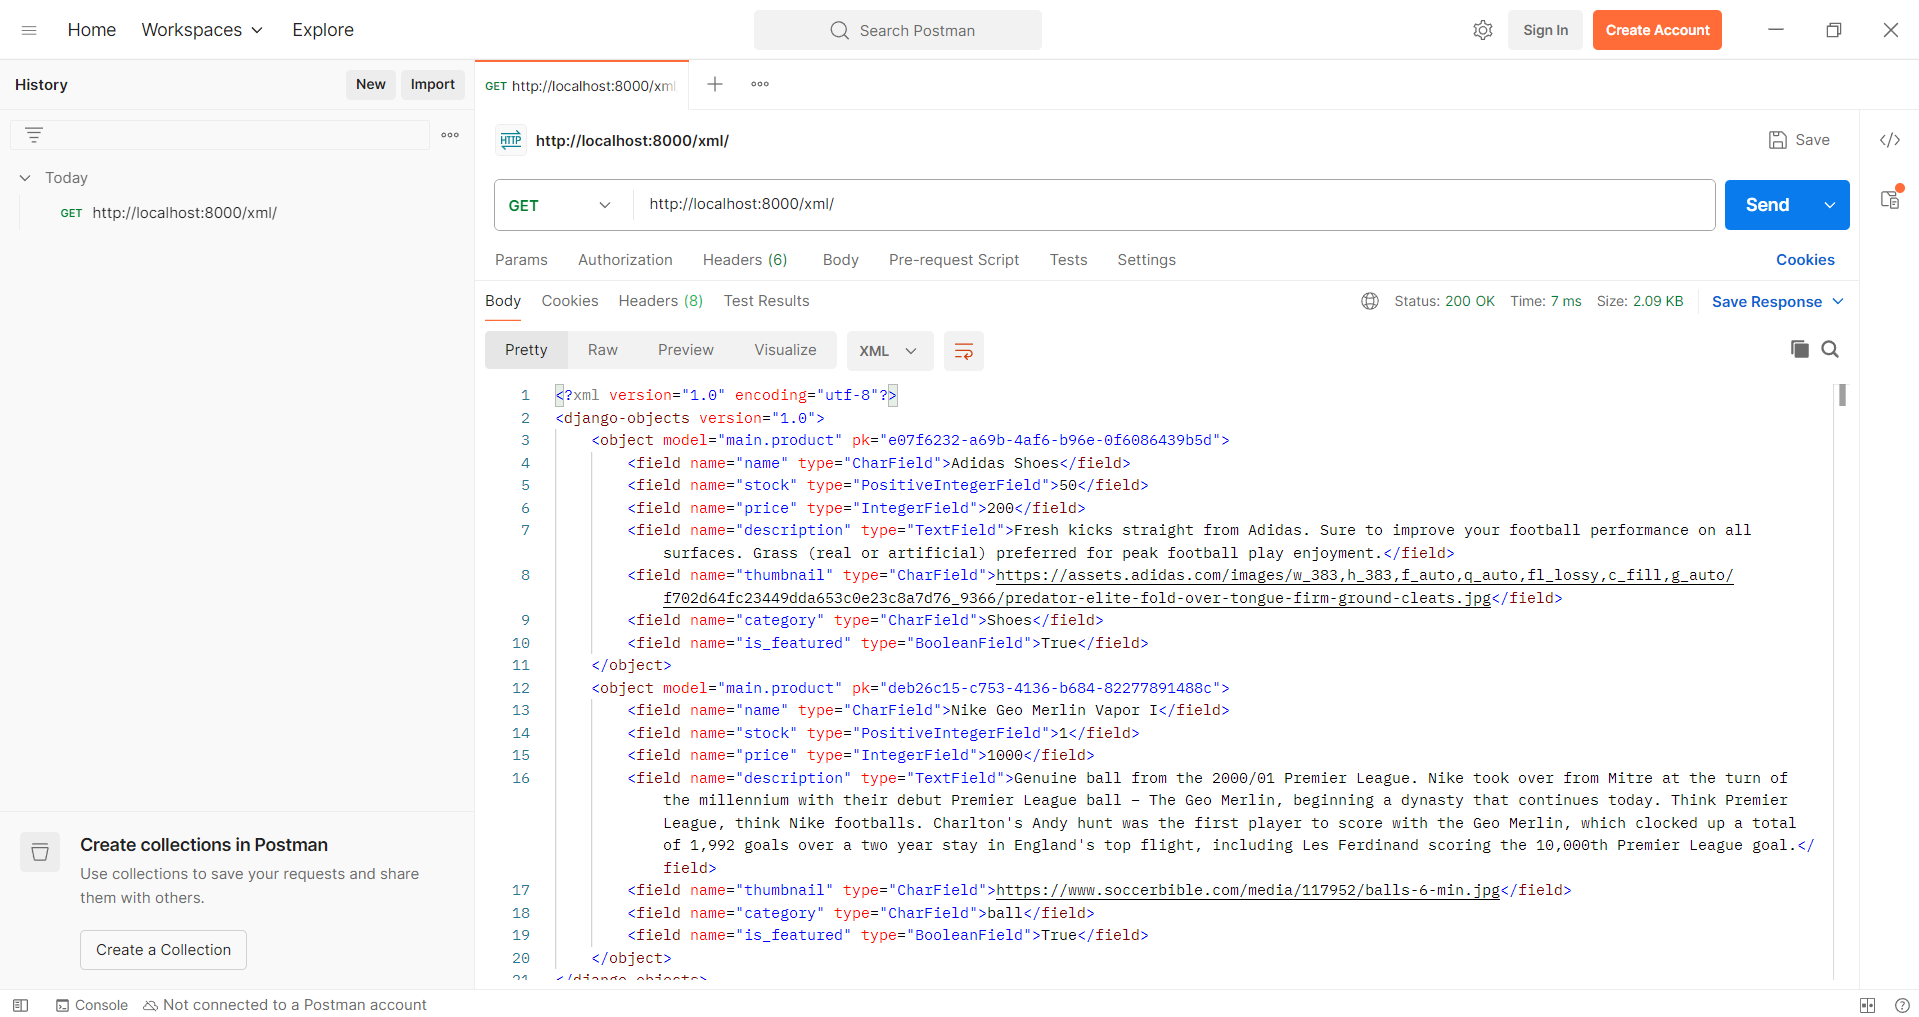 Home Workspaces Explore Search Postman Sign In Create Account
History New Import
GET http://localhost:8000/xml
HTTP http://localhost:8000/xml/ Save
Today
GET http://localhost:8000/xml/
GET http://localhost:8000/xml/ Send
Params Authorization Headers (6) Body Pre-request Script Tests Settings Cookies
Body Cookies Headers (8) Test Results Status: 200 OK Time: 7 ms Size: 2.09 KB Save Response
Pretty Raw Preview Visualize XML
1 <?xml version="1.0" encoding="utf-8"?>
2 <django-objects version="1.0">
3 <object model="main.product" pk="e07f6232-a69b-4af6-b96e-0f6086439b5d">
4 <field name="name" type="CharField">Adidas Shoes</field>
5 <field name="stock" type="PositiveIntegerField">50</field>
6 <field name="price" type="IntegerField">200</field>
7 <field name="description" type="TextField">Fresh kicks straight from Adidas. Sure to improve your football performance on all
surfaces. Grass (real or artificial) preferred for peak football play enjoyment.</field>
8 <field name="thumbnail" type="CharField">https://assets.adidas.com/images/w_383,h_383,f_auto,q_auto,fl_lossy,c_fill,g_auto/
f702d64fc23449dda653c0e23c8a7d76_9366/predator-elite-fold-over-tongue-firm-ground-cleats.jpg</field>
9 <field name="category" type="CharField">Shoes</field>
10 <field name="is_featured" type="BooleanField">True</field>
11 </object>
12 <object model="main.product" pk="deb26c15-c753-4136-b684-82277891488c">
13 <field name="name" type="CharField">Nike Geo Merlin Vapor I</field>
14 <field name="stock" type="PositiveIntegerField">1</field>
15 <field name="price" type="IntegerField">1000</field>
16 <field name="description" type="TextField">Genuine ball from the 2000/01 Premier League. Nike took over from Mitre at the turn of
the millennium with their debut Premier League ball – The Geo Merlin, beginning a dynasty that continues today. Think Premier
League, think Nike footballs. Charlton's Andy hunt was the first player to score with the Geo Merlin, which clocked up a total
of 1,992 goals over a two year stay in England's top flight, including Les Ferdinand scoring the 10,000th Premier League goal.</
field>
17 <field name="thumbnail" type="CharField">https://www.soccerbible.com/media/117952/balls-6-min.jpg</field>
18 <field name="category" type="CharField">ball</field>
19 <field name="is_featured" type="BooleanField">True</field>
20 </object>
21 </django-objects>
Create collections in Postman
Use collections to save your requests and share
them with others.
Create a Collection
Console Not connected to a Postman account